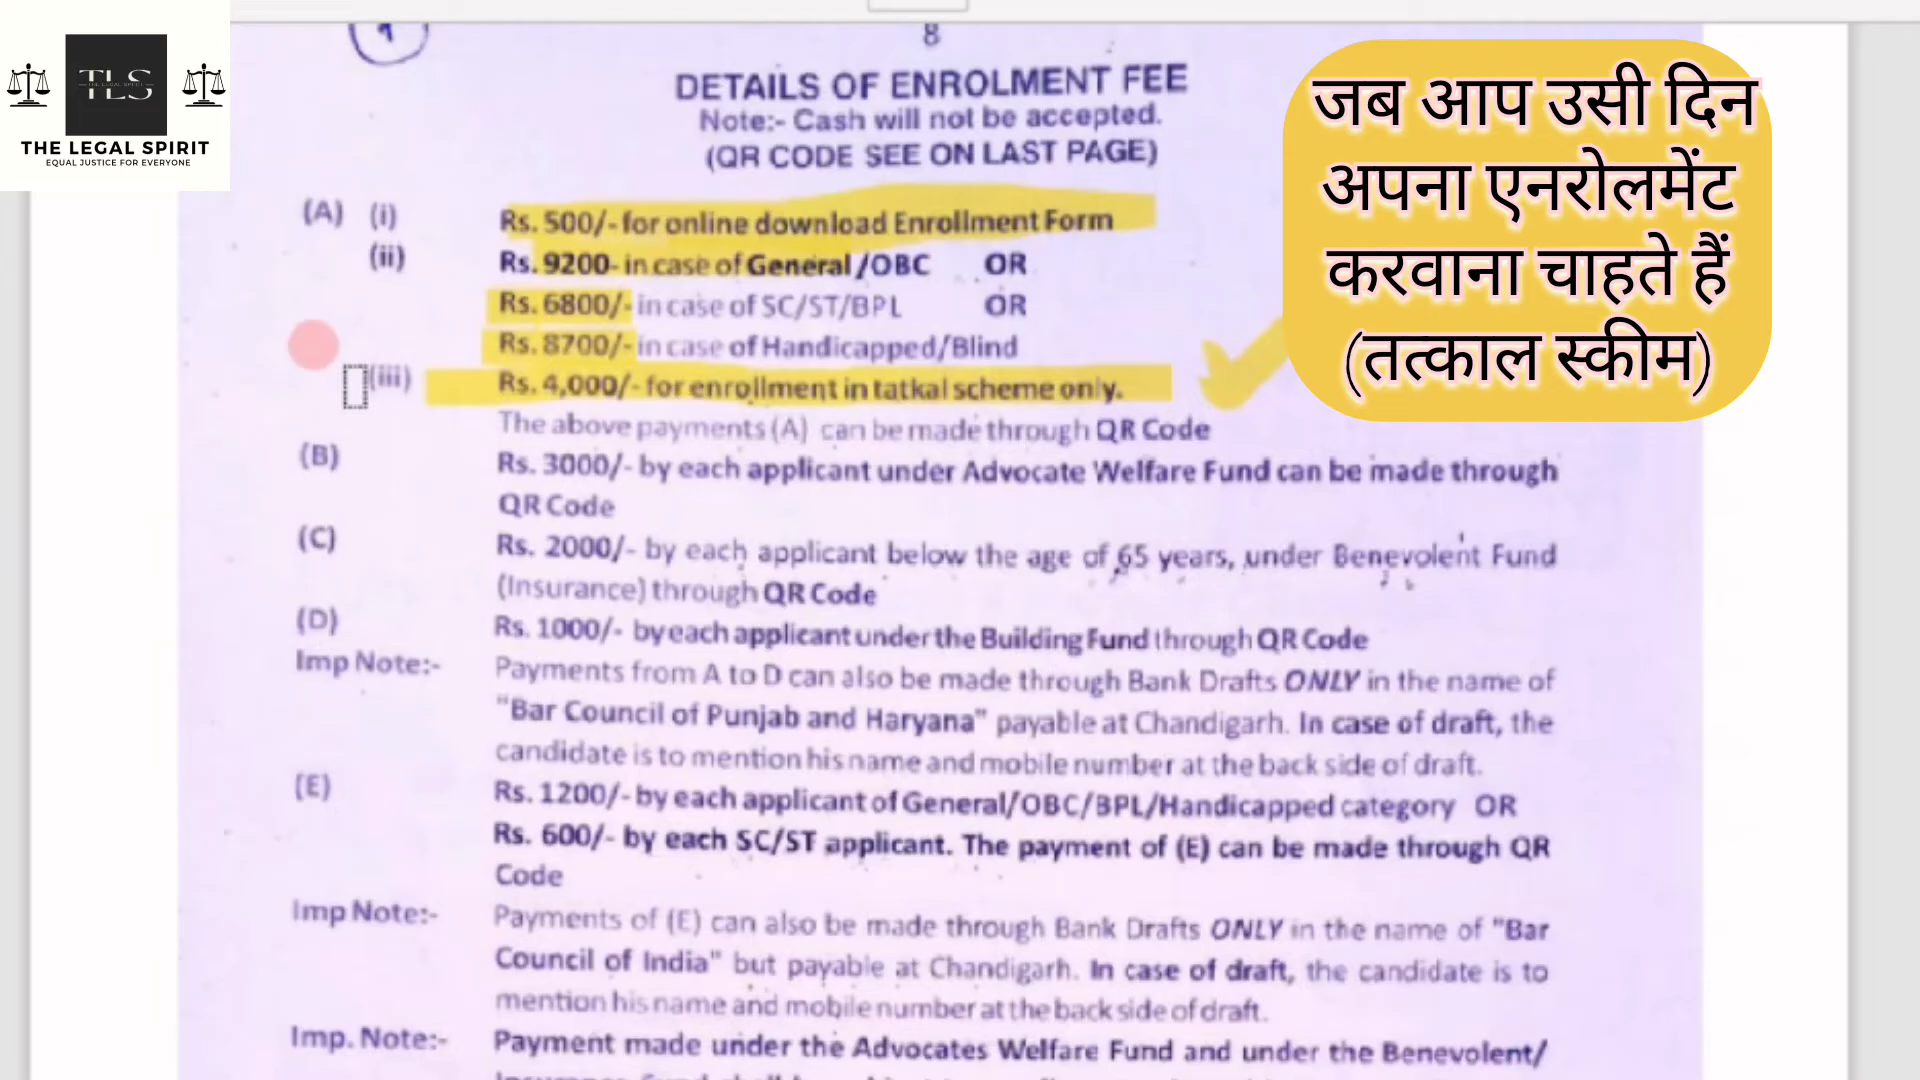 TLS
THE LEGAL SPIRIT
THE LEGAL SPIRIT
EQUAL JUSTICE FOR EVERYONE
8
DETAILS OF ENROLMENT FEE
Note:- Cash will not be accepted.
(QR CODE SEE ON LAST PAGE)
जब आप उसी दिन
अपना एनरोलमेंट
करवाना चाहते हैं
(तत्काल स्कीम)
(A) (i) Rs. 500/- for online download Enrollment Form
(ii) Rs. 9200- in case of General /OBC OR
Rs. 6800/- in case of SC/ST/BPL OR
Rs. 8700/- in case of Handicapped/Blind
(iii) Rs. 4,000/- for enrollment in tatkal scheme only.
The above payments (A) can be made through QR Code
(B) Rs. 3000/- by each applicant under Advocate Welfare Fund can be made through
QR Code
(C) Rs. 2000/- by each applicant below the age of 65 years, under Benevolent Fund
(Insurance) through QR Code
(D) Rs. 1000/- by each applicant under the Building Fund through QR Code
Imp Note:- Payments from A to D can also be made through Bank Drafts ONLY in the name of
"Bar Council of Punjab and Haryana" payable at Chandigarh. In case of draft, the
candidate is to mention his name and mobile number at the back side of draft.
(E) Rs. 1200/- by each applicant of General/OBC/BPL/Handicapped category OR
Rs. 600/- by each SC/ST applicant. The payment of (E) can be made through QR
Code
Imp Note:- Payments of (E) can also be made through Bank Drafts ONLY in the name of "Bar
Council of India" but payable at Chandigarh. In case of draft, the candidate is to
mention his name and mobile number at the back side of draft.
Imp. Note:- Payment made under the Advocates Welfare Fund and under the Benevolent/